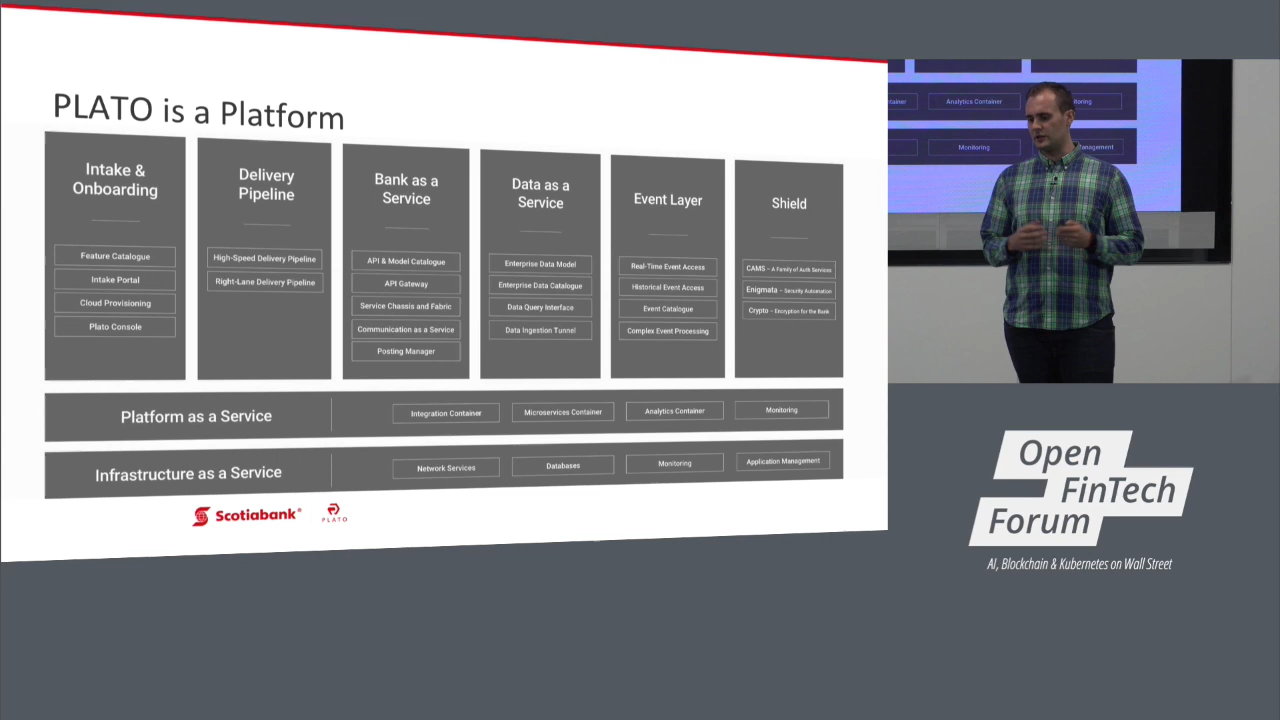 PLATO is a Platform
Intake &
Onboarding
Feature Catalogue
Intake Portal
Cloud Provisioning
Plato Console
Delivery
Pipeline
High-Speed Delivery Pipeline
Right-Lane Delivery Pipeline
Bank as a
Service
API & Model Catalogue
API Gateway
Service Chassis and Fabric
Communication as a Service
Posting Manager
Data as a
Service
Enterprise Data Model
Enterprise Data Catalogue
Data Query Interface
Data Ingestion Tunnel
Event Layer
Real-Time Event Access
Historical Event Access
Event Catalogue
Complex Event Processing
Shield
CAMS – A Family of Auth Services
Enigmata – Security Automation
Crypto – Encryption for the Bank
Platform as a Service
Integration Container
Microservices Container
Analytics Container
Monitoring
Infrastructure as a Service
Network Services
Databases
Monitoring
Application Management
Scotiabank®
PLATO
Analytics Container
Monitoring
Open
FinTech
Forum
AI, Blockchain & Kubernetes on Wall Street